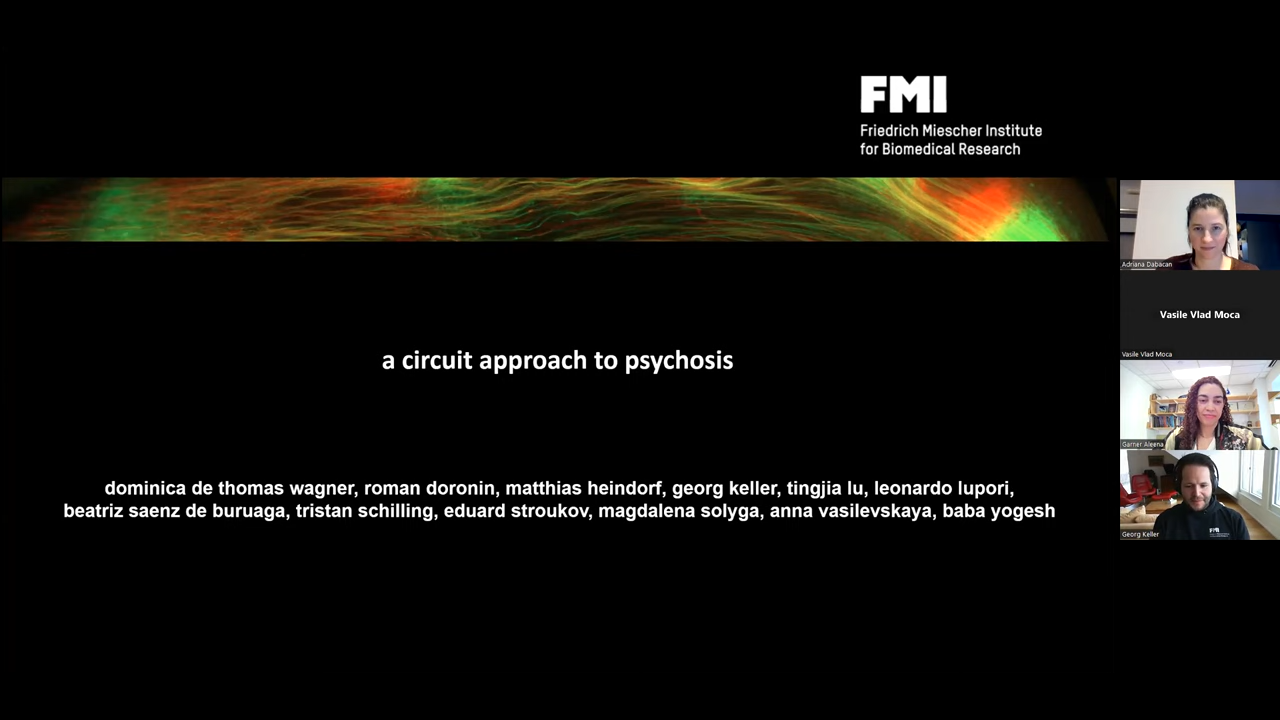 FMI
Friedrich Miescher Institute
for Biomedical Research
a circuit approach to psychosis
dominica de thomas wagner, roman doronin, matthias heindorf, georg keller, tingjia lu, leonardo lupori,
beatriz saenz de buruaga, tristan schilling, eduard stroukov, magdalena solyga, anna vasilevskaya, baba yogesh
Adriana Dabacan
Vasile Vlad Moca
Vasile Vlad Moca
Garner Aleena
FMI
Georg Keller